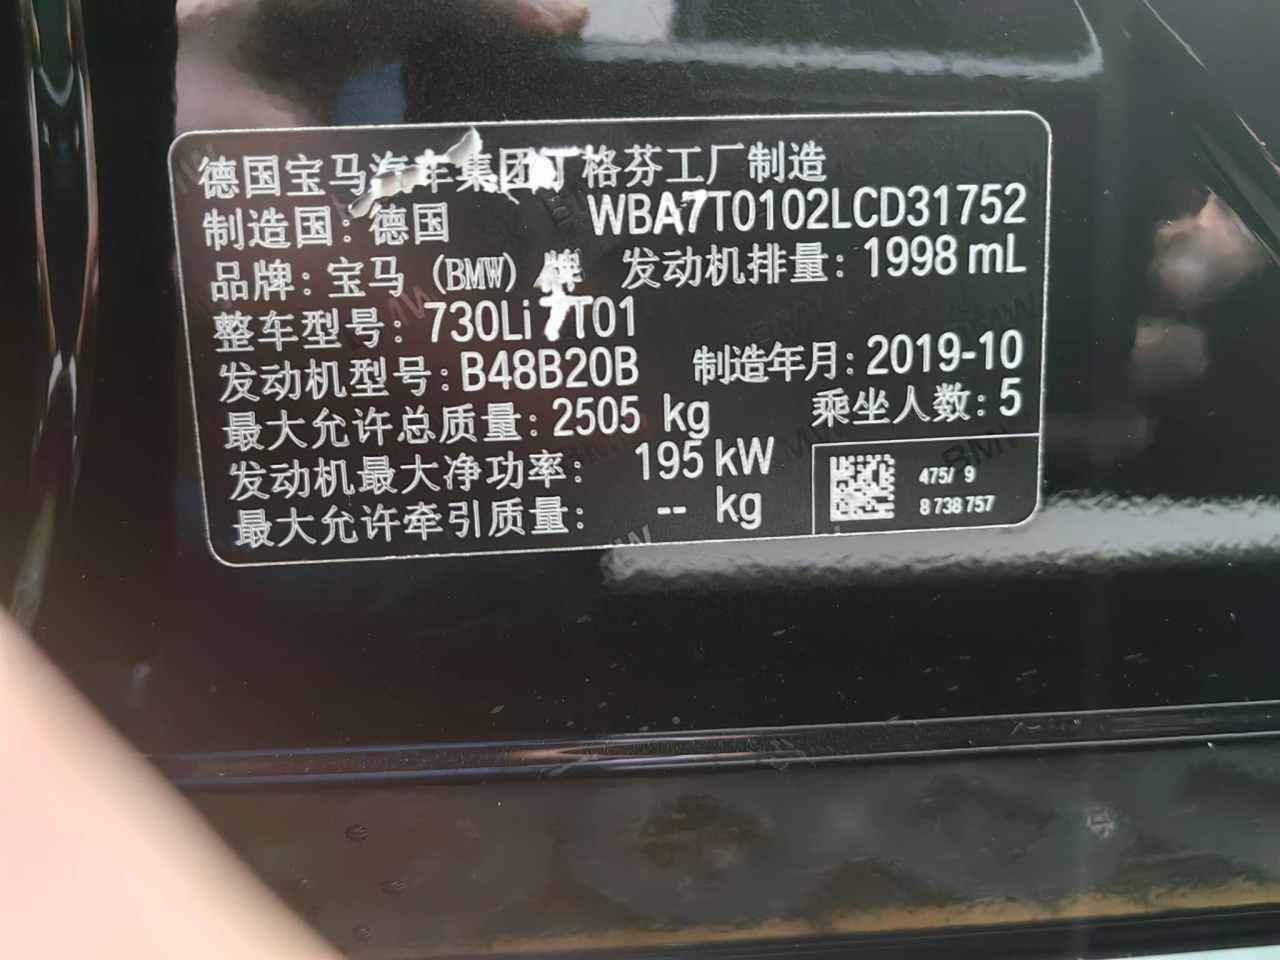 德国宝马汽车集团丁格芬工厂制造
制造国：德国 WBA7T0102LCD31752
品牌：宝马 (BMW) 牌 发动机排量：1998 mL
整车型号：730Li 7T01
发动机型号：B48B20B 制造年月：2019-10
最大允许总质量：2505 kg 乘坐人数：5
发动机最大净功率： 195 kW
最大允许牵引质量： -- kg
475/ 9
8 738 757